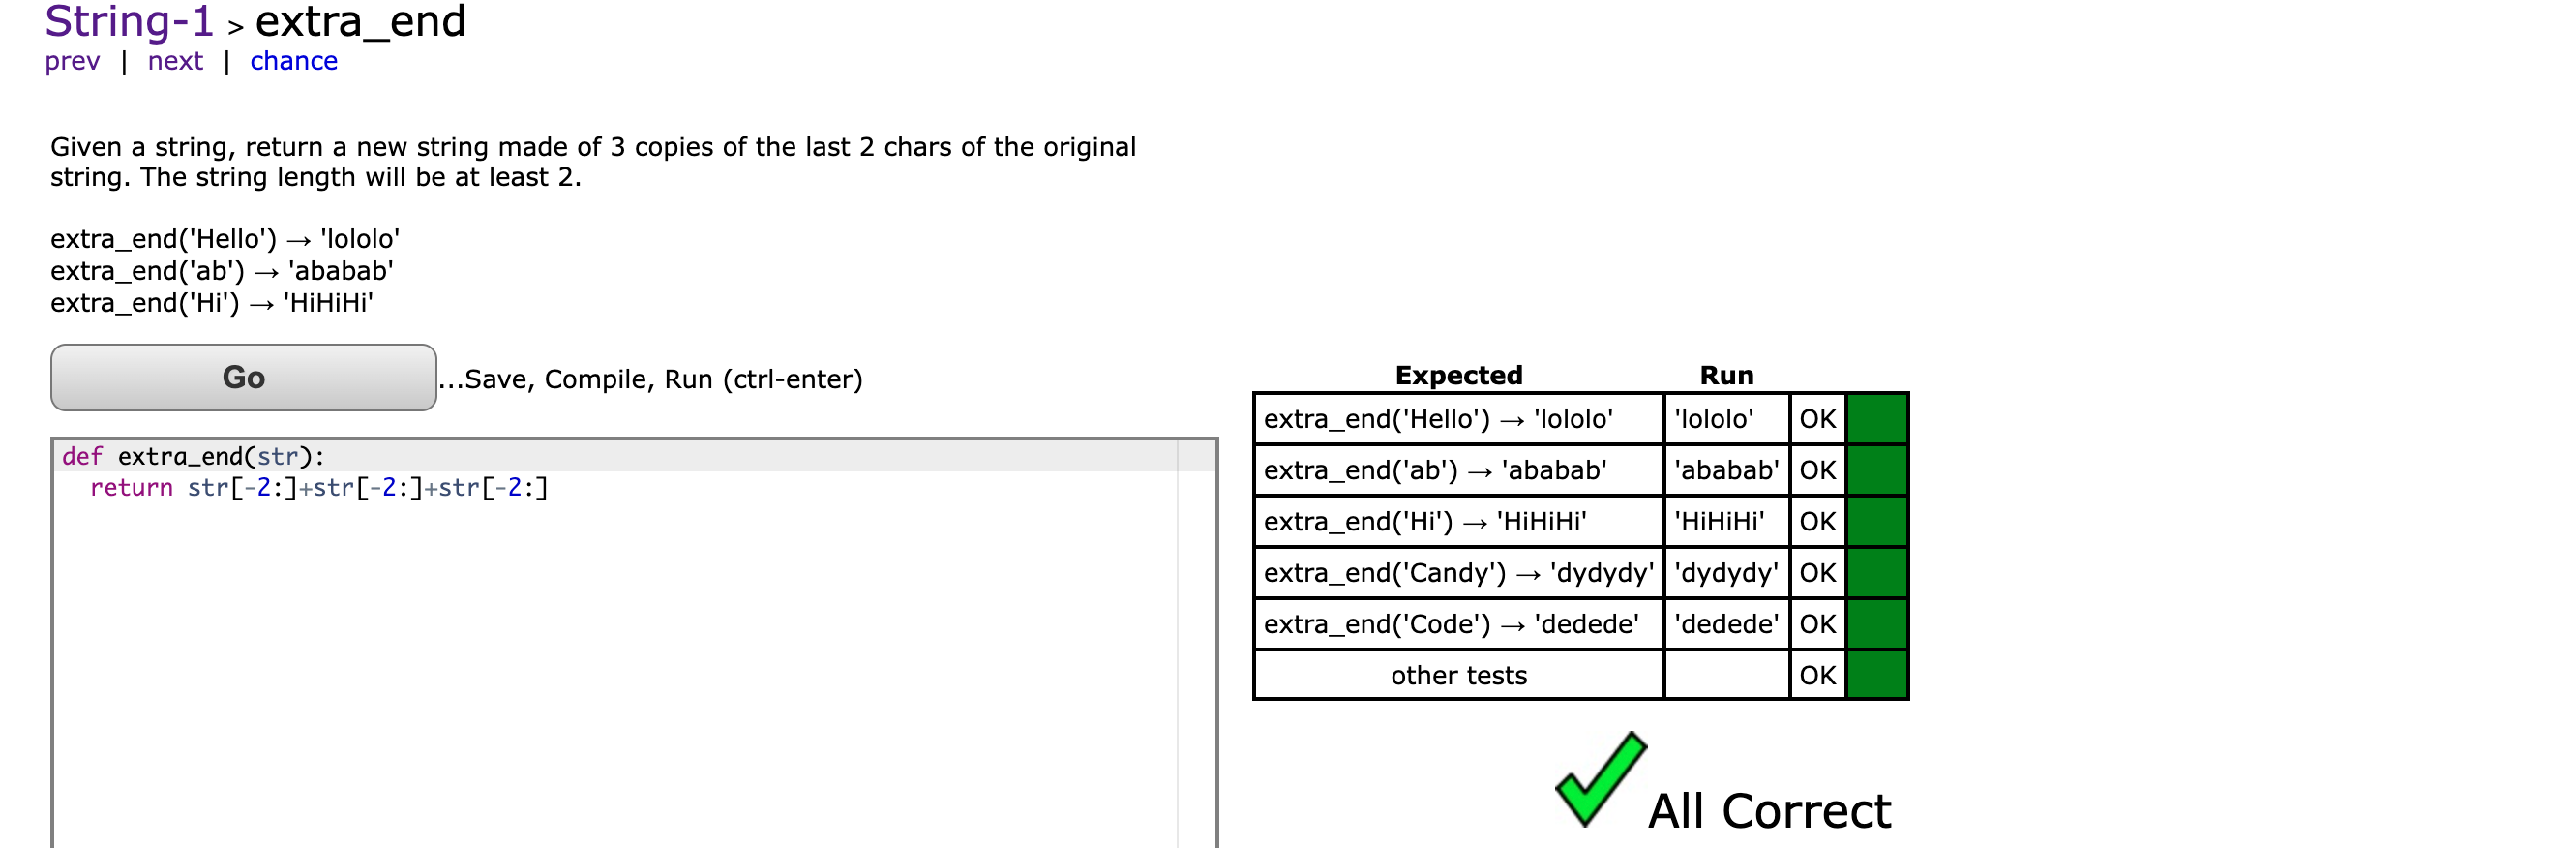 String-1 > extra_end
prev | next | chance
Given a string, return a new string made of 3 copies of the last 2 chars of the original
string. The string length will be at least 2.
extra_end('Hello') → 'lololo'
extra_end('ab') → 'ababab'
extra_end('Hi') → 'HiHiHi'
Go ...Save, Compile, Run (ctrl-enter)
def extra_end(str):
  return str[-2:]+str[-2:]+str[-2:]
Expected Run
extra_end('Hello') → 'lololo' 'lololo' OK
extra_end('ab') → 'ababab' 'ababab' OK
extra_end('Hi') → 'HiHiHi' 'HiHiHi' OK
extra_end('Candy') → 'dydydy' 'dydydy' OK
extra_end('Code') → 'dedede' 'dedede' OK
other tests OK
All Correct